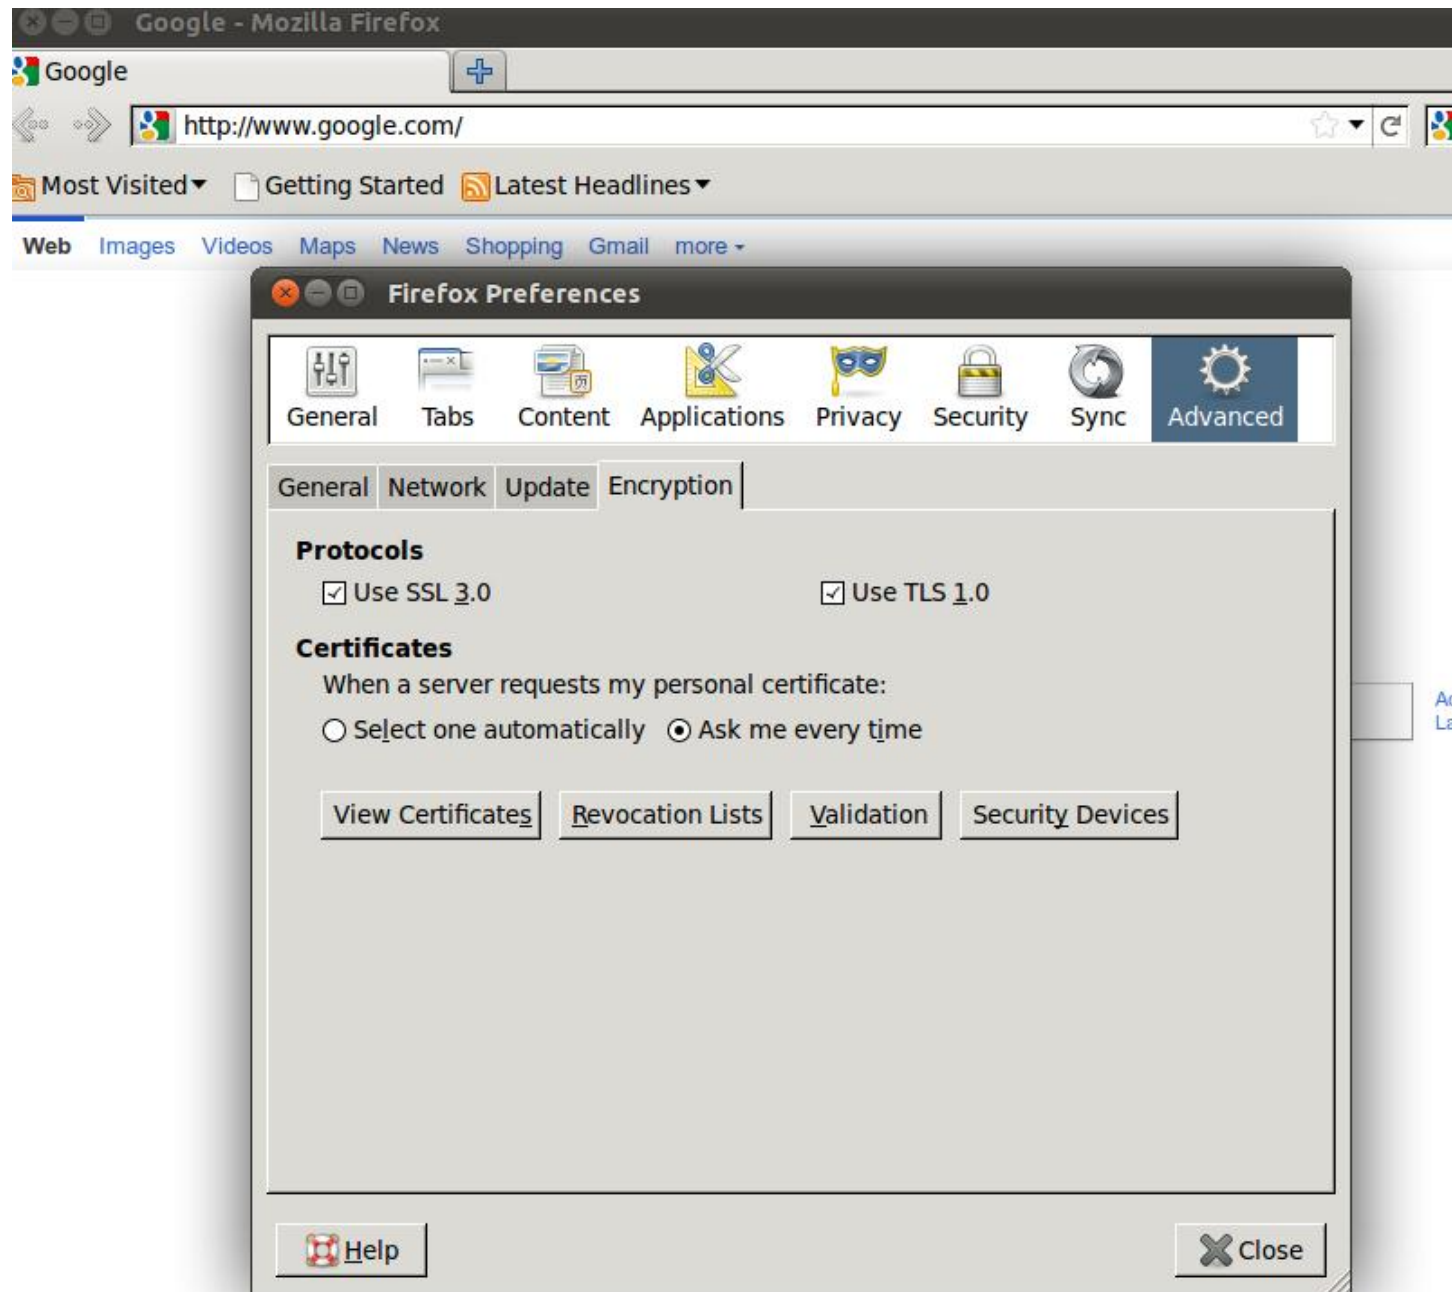 Google - Mozilla Firefox
Google
http://www.google.com/
Most Visited Getting Started Latest Headlines
Web Images Videos Maps News Shopping Gmail more
Firefox Preferences
General Tabs Content Applications Privacy Security Sync Advanced
General Network Update Encryption
Protocols
Use SSL 3.0 Use TLS 1.0
Certificates
When a server requests my personal certificate:
Select one automatically Ask me every time
View Certificates Revocation Lists Validation Security Devices
Help Close